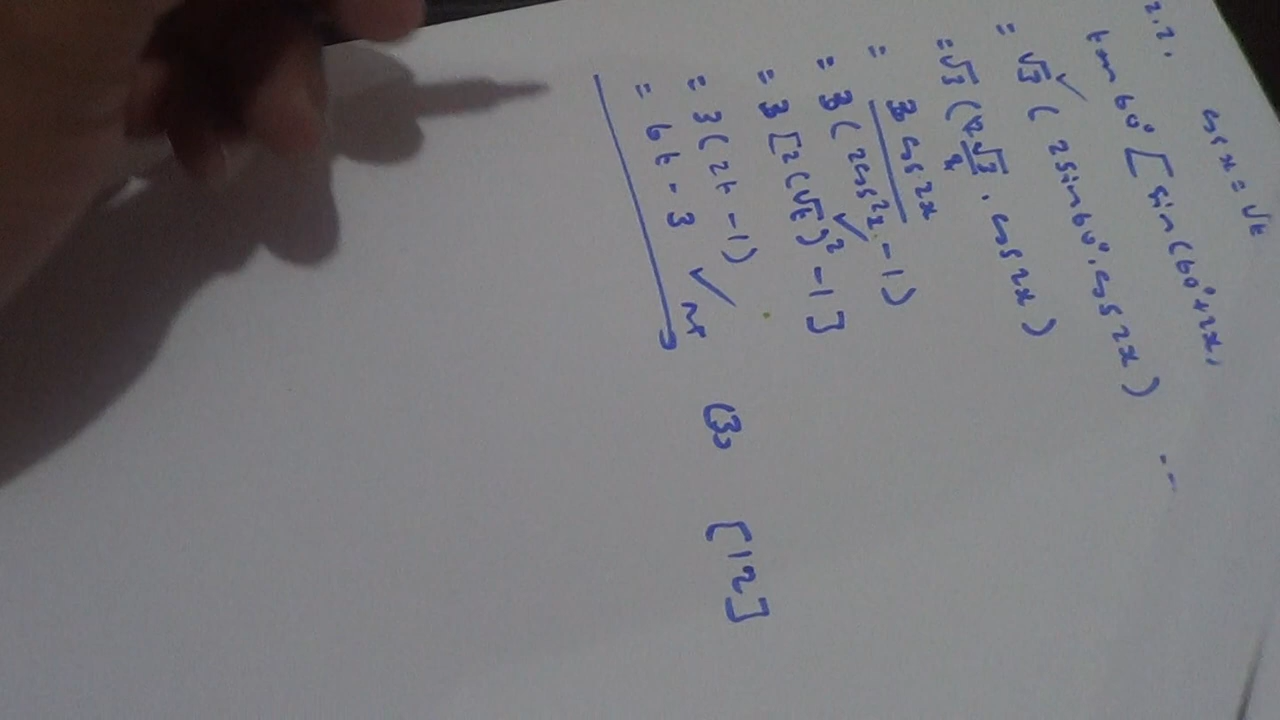 2.2.
cos x = √t
tan 60° [sin(60° + 2x)
= √3 ( 2 sin 60° . cos 2x ) ✓
= √3 ( 2 . √3/2 . cos 2x )
= 3 cos 2x
= 3 ( 2cos²x - 1 ) ✓
= 3 [ 2(√t)² - 1 ]
= 3 ( 2t - 1 )
= 6t - 3 ✓
(3)
[12]